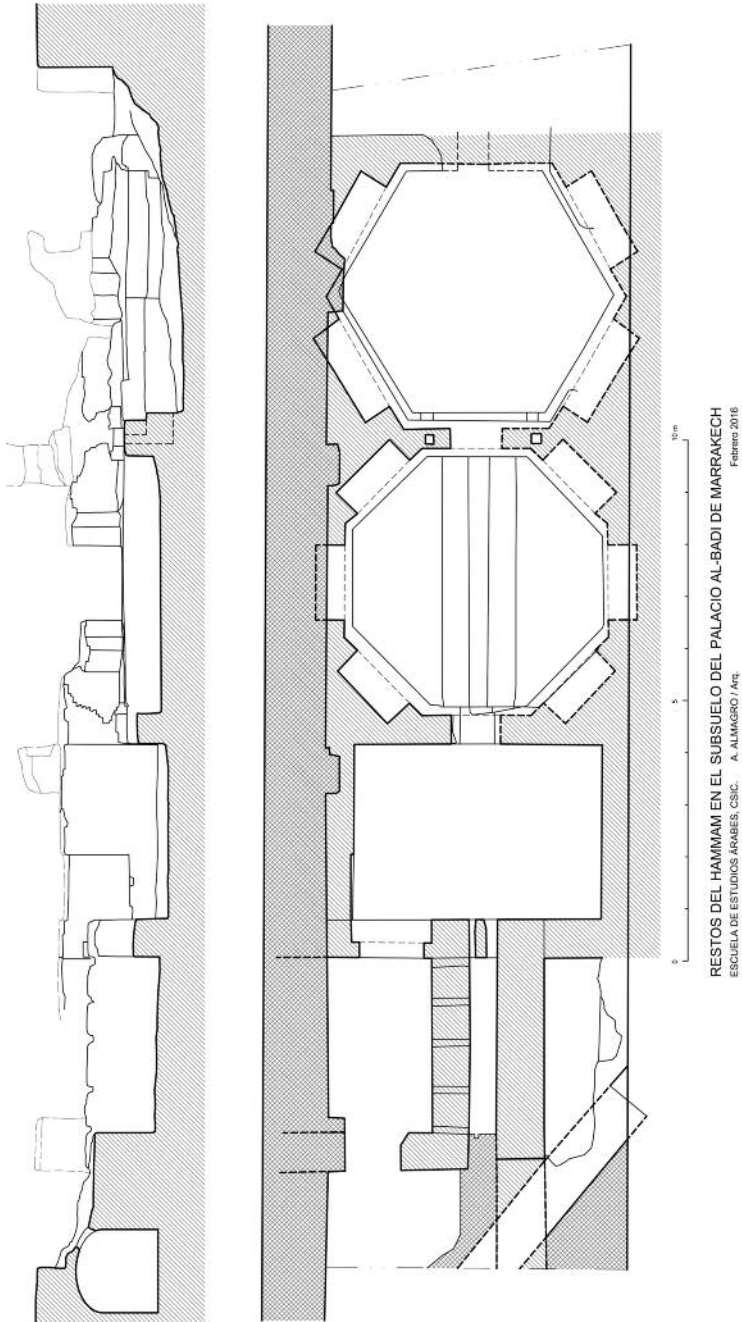 0 5 10 m
RESTOS DEL HAMMAM EN EL SUBSUELO DEL PALACIO AL-BADI DE MARRAKECH
ESCUELA DE ESTUDIOS ÁRABES, CSIC. A. ALMAGRO / Arq. Febrero 2016